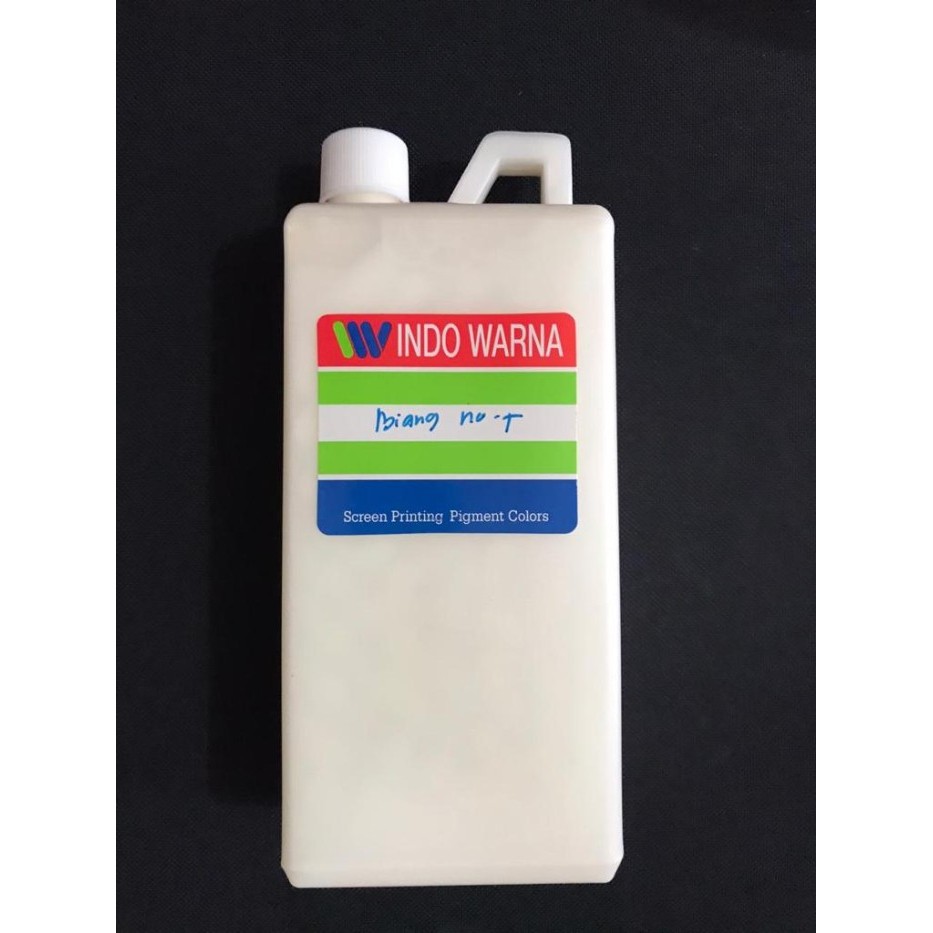 INDO WARNA
Biang no-T
Screen Printing Pigment Colors